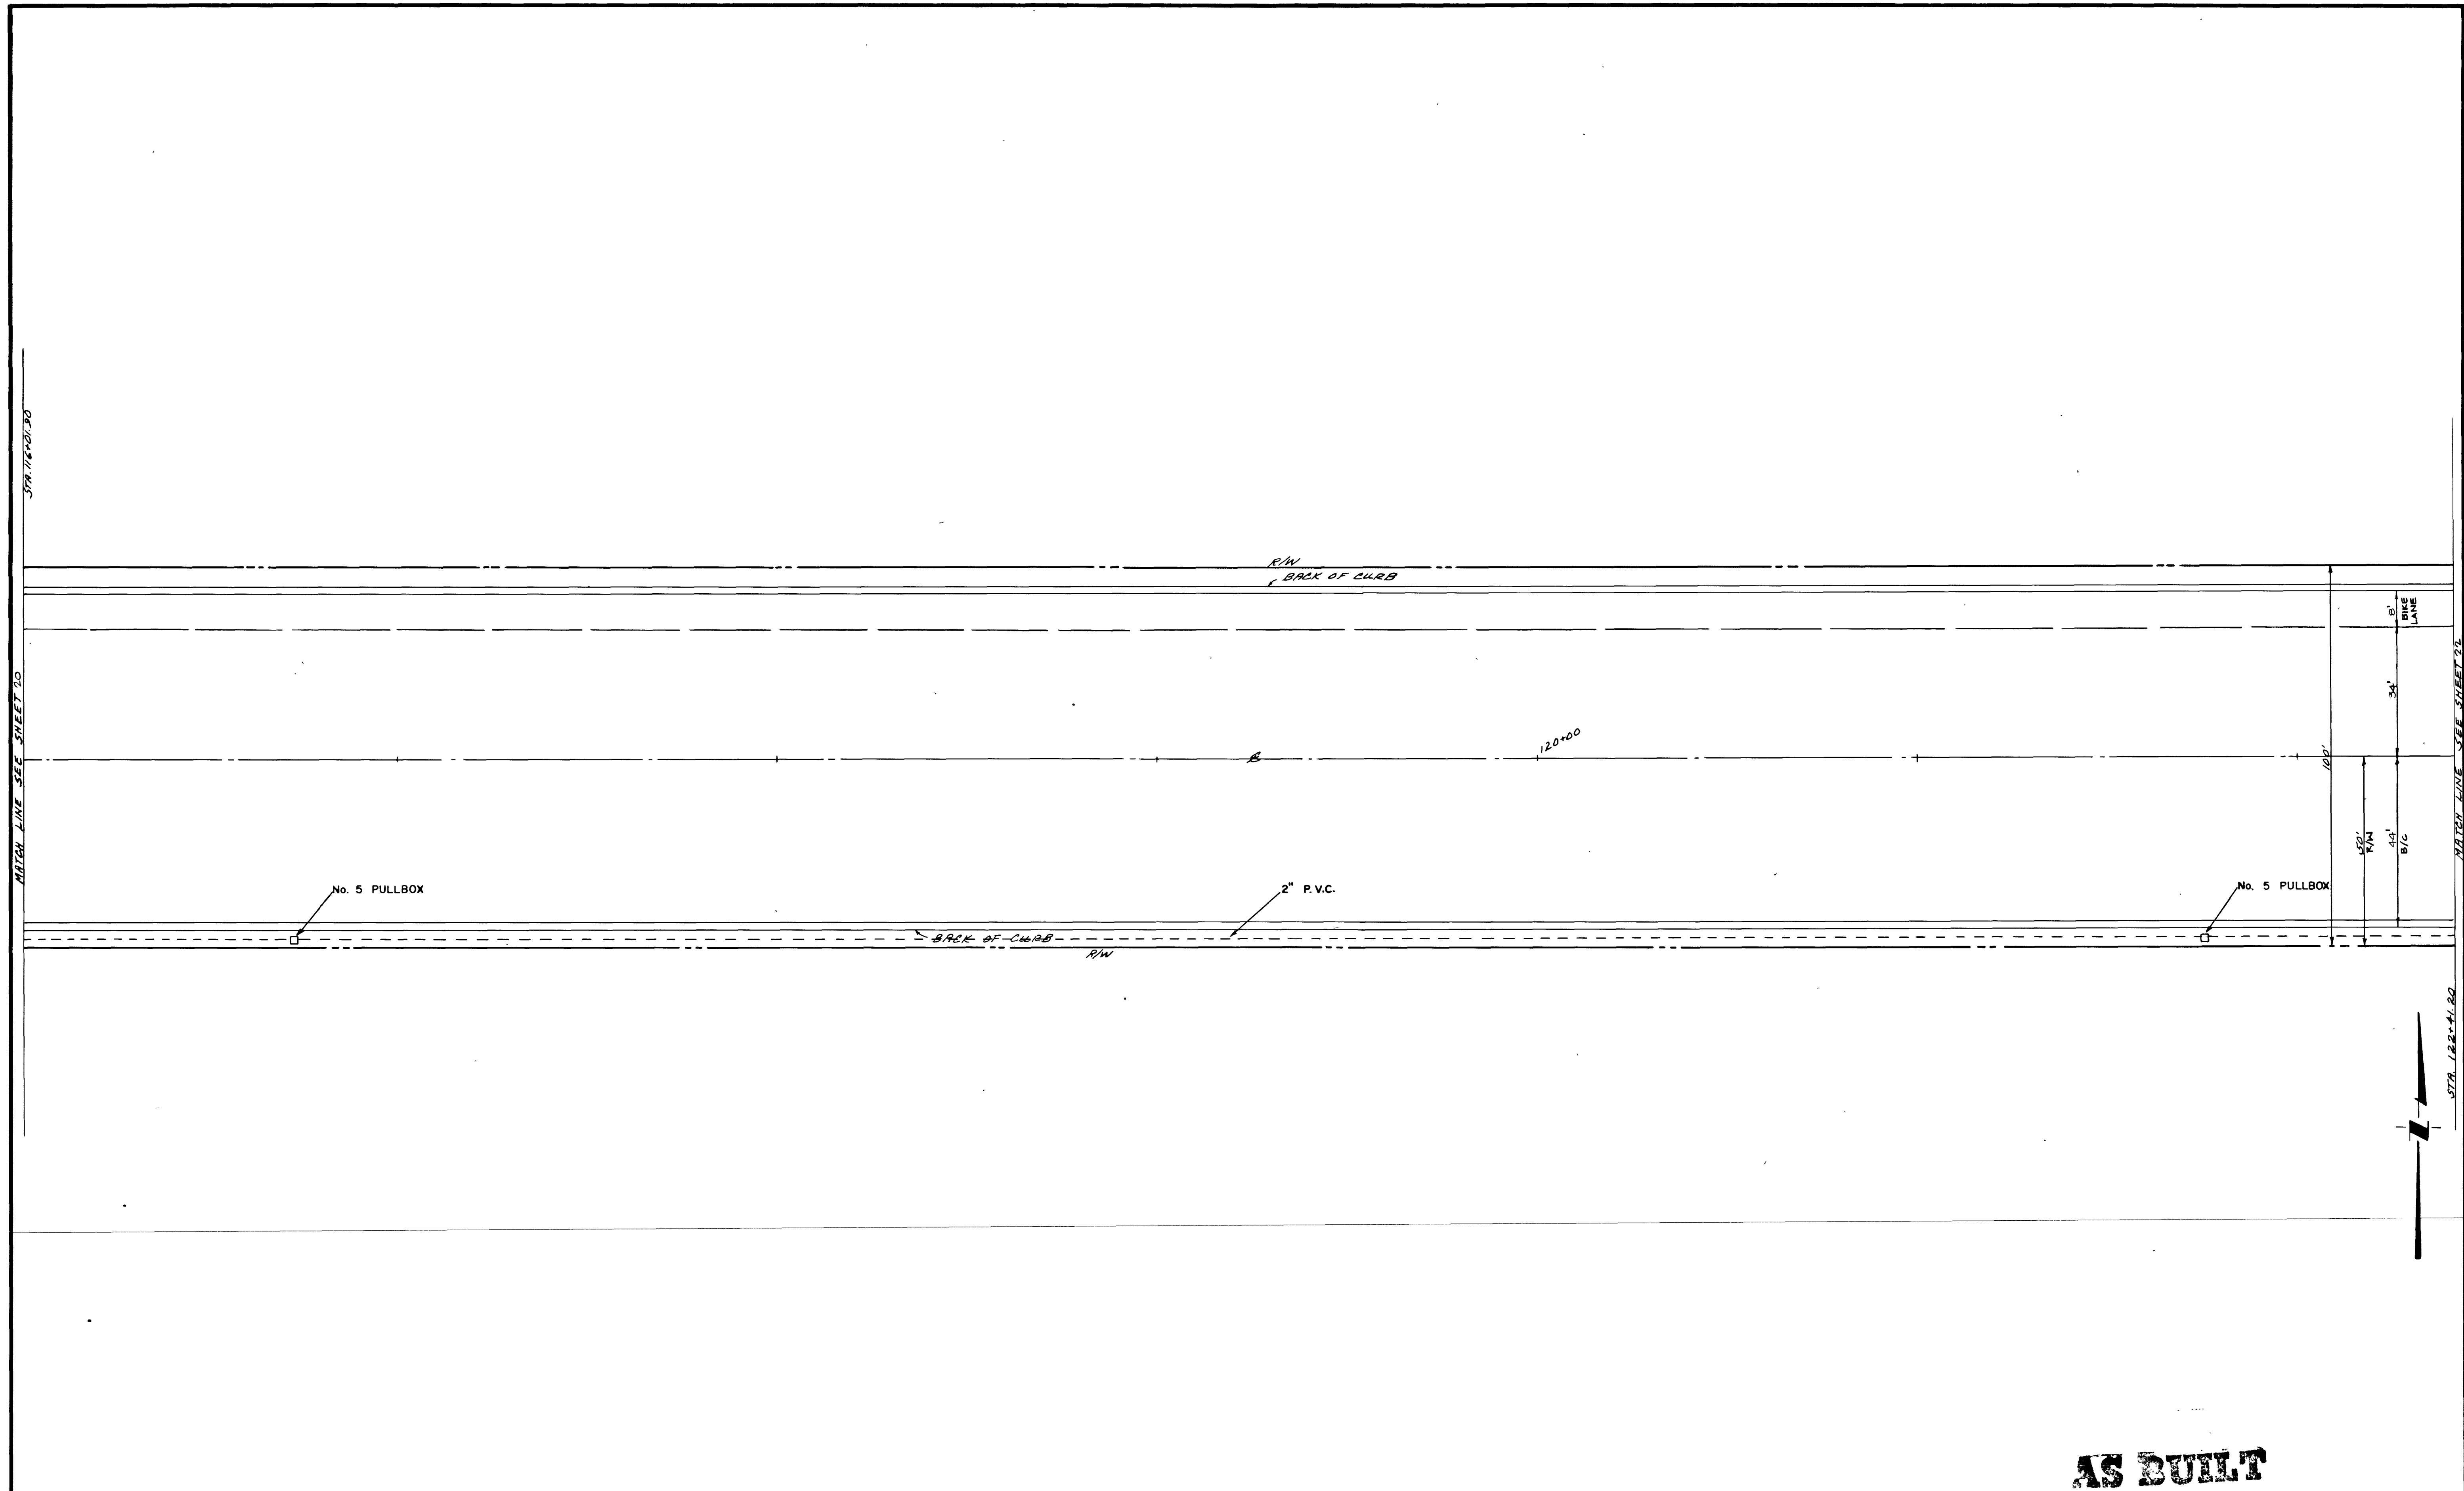 STA. 116+01.90
R/W
BACK OF CURB
8'
BIKE
LANE
34'
MATCH LINE SEE SHEET 20
MATCH LINE SEE SHEET 22
120+00
℄
100'
50'
R/W
44'
B/C
No. 5 PULLBOX
2" P.V.C.
No. 5 PULLBOX
BACK OF CURB
R/W
STA. 122+41.20
Z
AS BUILT